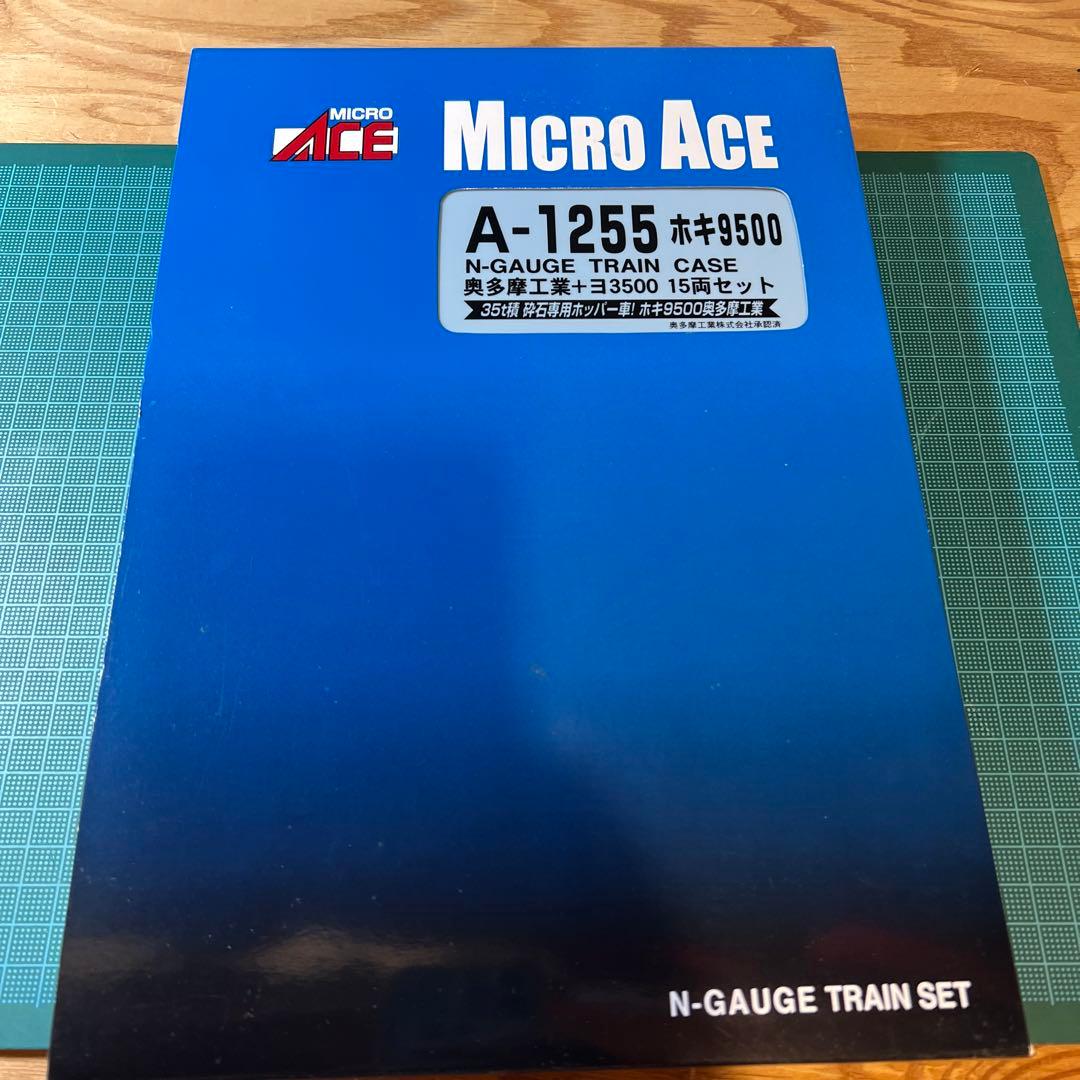 MICRO
ACE
MICRO ACE
A-1255 ホキ9500
N-GAUGE TRAIN CASE
奥多摩工業+ヨ3500 15両セット
35t積 砕石専用ホッパー車! ホキ9500奥多摩工業
奥多摩工業株式会社承認済
N-GAUGE TRAIN SET